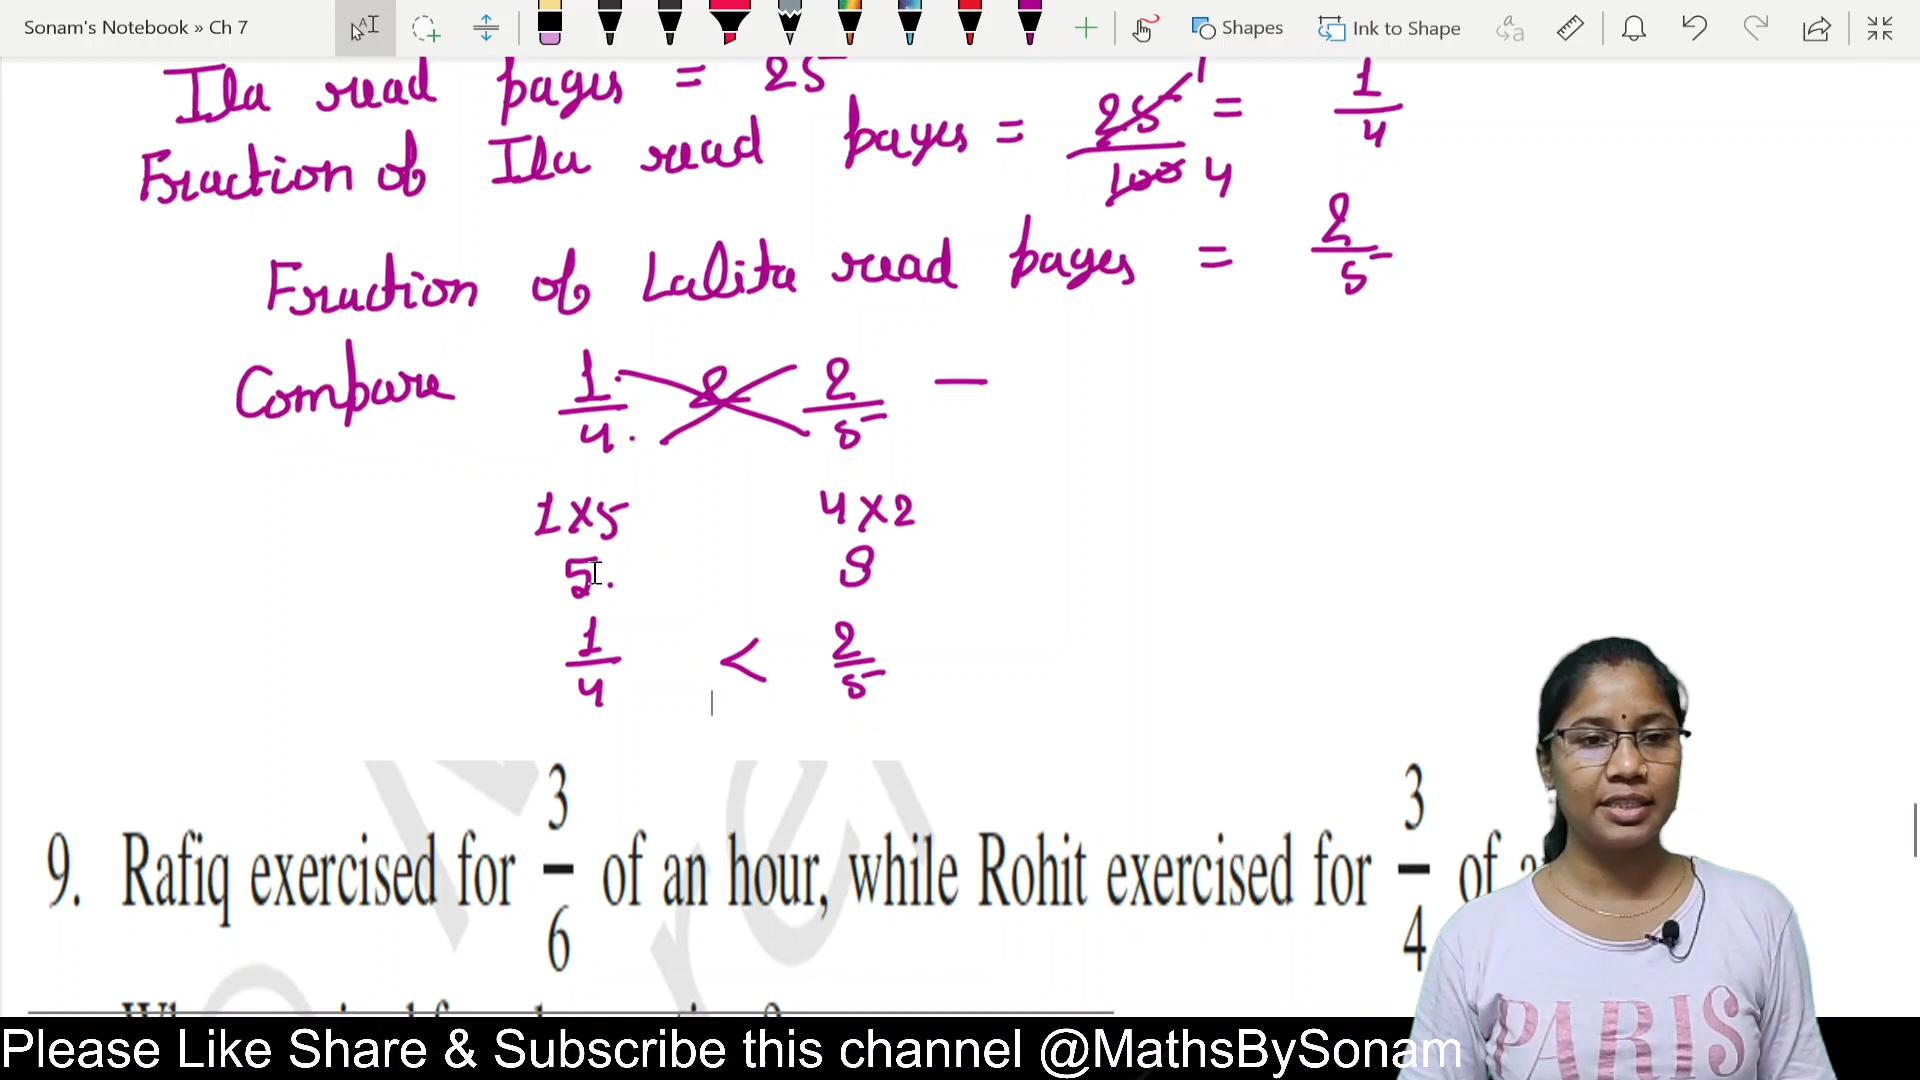 Sonam's Notebook » Ch 7
Shapes
Ink to Shape
Ila read pages = 25
Fraction of Ila read pages = 25/100 1 4 = 1/4
Fraction of Lalita read pages = 2/5
Compare 1/4 2/5 —
1×5 4×2
5. 8
1/4 < 2/5
9. Rafiq exercised for 3/6 of an hour, while Rohit exercised for 3/4 of
PARIS
Please Like Share & Subscribe this channel @MathsBySonam